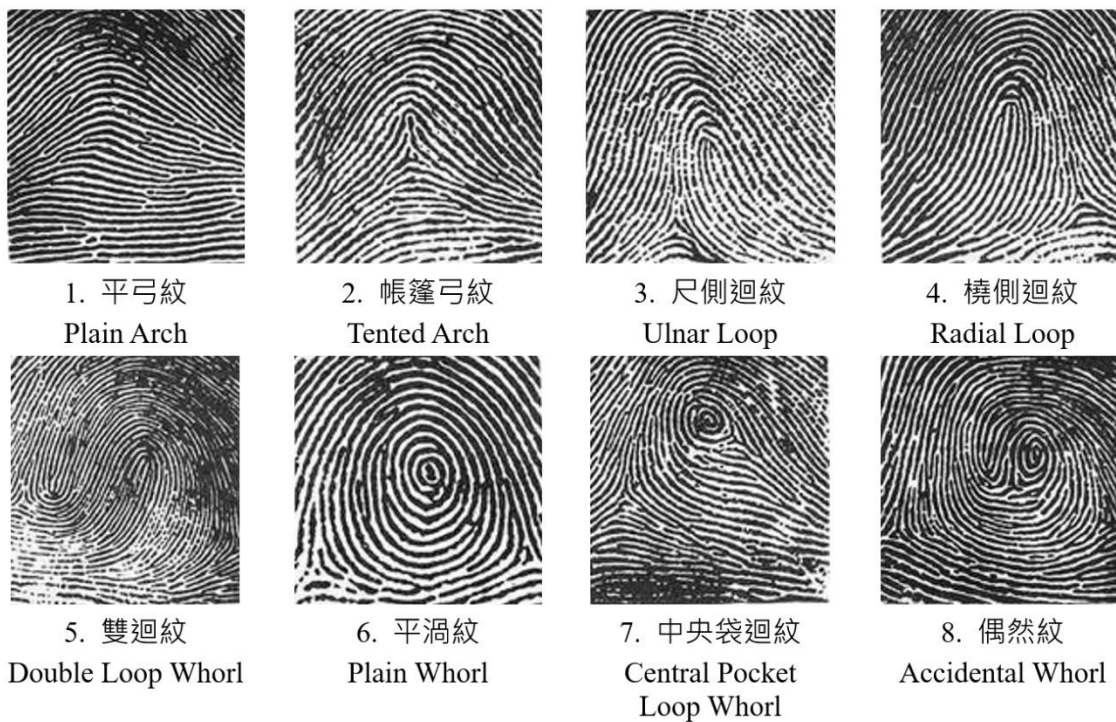 1. 平弓紋
Plain Arch
2. 帳篷弓紋
Tented Arch
3. 尺側迴紋
Ulnar Loop
4. 橈側迴紋
Radial Loop
5. 雙迴紋
Double Loop Whorl
6. 平渦紋
Plain Whorl
7. 中央袋迴紋
Central Pocket
Loop Whorl
8. 偶然紋
Accidental Whorl